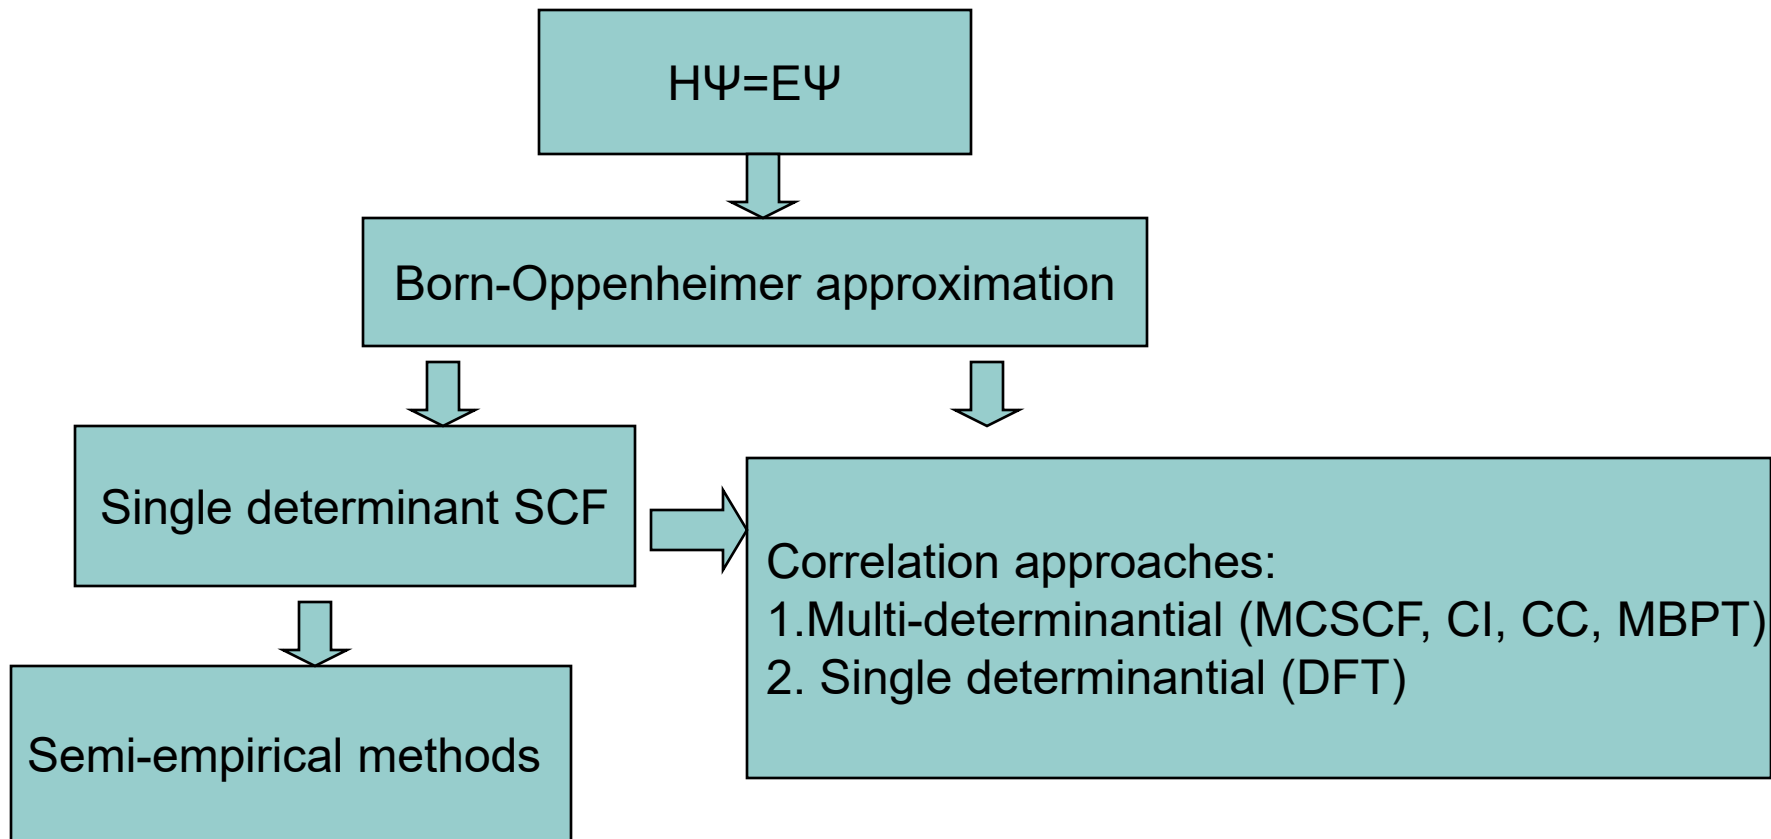 HΨ=EΨ
Born-Oppenheimer approximation
Single determinant SCF
Correlation approaches:
1.Multi-determinantial (MCSCF, CI, CC, MBPT)
2. Single determinantial (DFT)
Semi-empirical methods